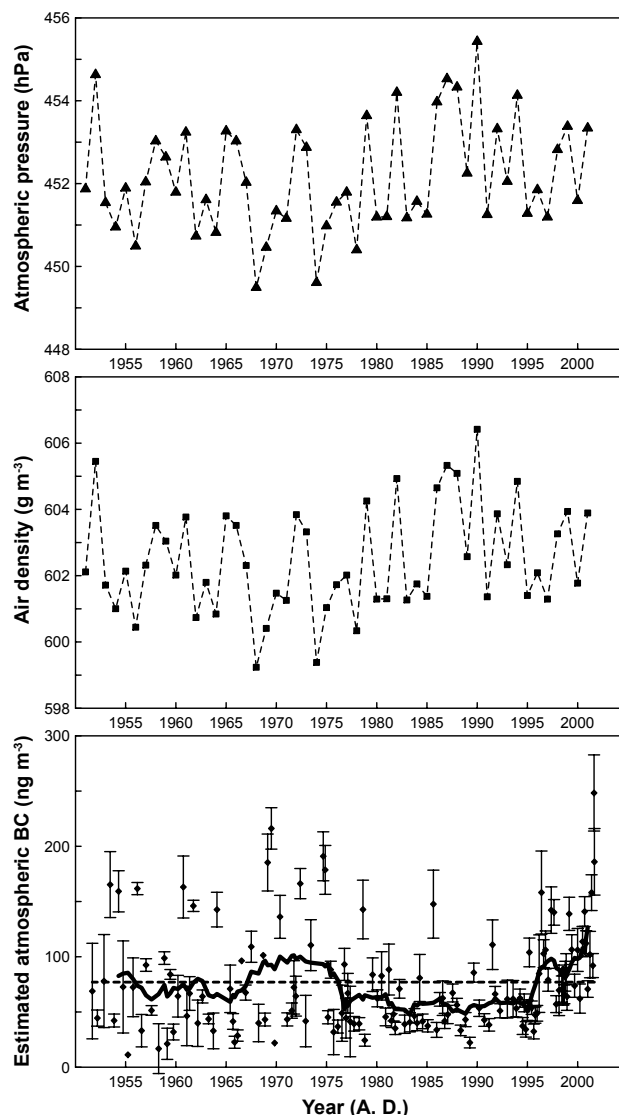 456
454
452
450
448
Atmospheric pressure (hPa)
1955 1960 1965 1970 1975 1980 1985 1990 1995 2000
608
606
604
602
600
598
Air density (g m-3)
1955 1960 1965 1970 1975 1980 1985 1990 1995 2000
300
200
100
0
Estimated atmospheric BC (ng m-3)
1955 1960 1965 1970 1975 1980 1985 1990 1995 2000
Year (A. D.)